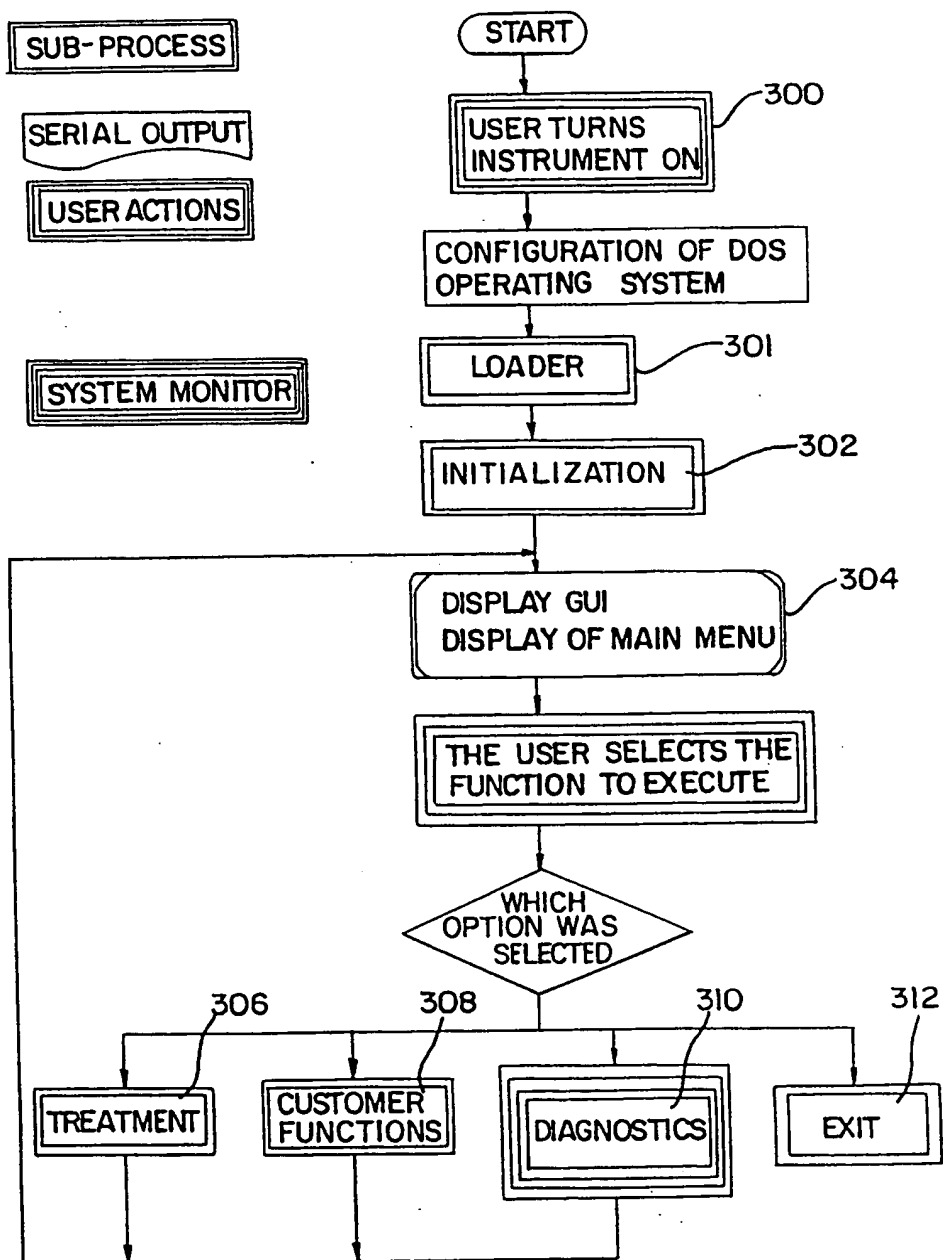 SUB-PROCESS
SERIAL OUTPUT
USER ACTIONS
SYSTEM MONITOR
START
300
USER TURNS
INSTRUMENT ON
CONFIGURATION OF DOS
OPERATING SYSTEM
LOADER
301
INITIALIZATION
302
DISPLAY GUI
DISPLAY OF MAIN MENU
304
THE USER SELECTS THE
FUNCTION TO EXECUTE
WHICH
OPTION WAS
SELECTED
306
308
310
312
TREATMENT
CUSTOMER
FUNCTIONS
DIAGNOSTICS
EXIT